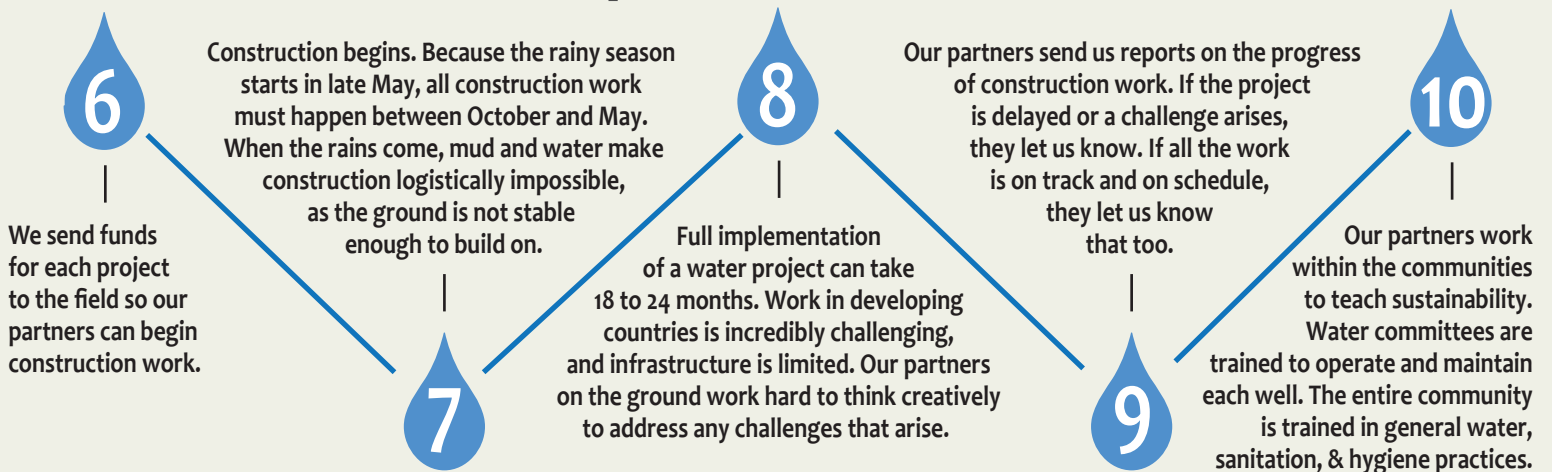 6
We send funds
for each project
to the field so our
partners can begin
construction work.
Construction begins. Because the rainy season
starts in late May, all construction work
must happen between October and May.
When the rains come, mud and water make
construction logistically impossible,
as the ground is not stable
enough to build on.
7
8
Full implementation
of a water project can take
18 to 24 months. Work in developing
countries is incredibly challenging,
and infrastructure is limited. Our partners
on the ground work hard to think creatively
to address any challenges that arise.
Our partners send us reports on the progress
of construction work. If the project
is delayed or a challenge arises,
they let us know. If all the work
is on track and on schedule,
they let us know
that too.
9
10
Our partners work
within the communities
to teach sustainability.
Water committees are
trained to operate and maintain
each well. The entire community
is trained in general water,
sanitation, & hygiene practices.